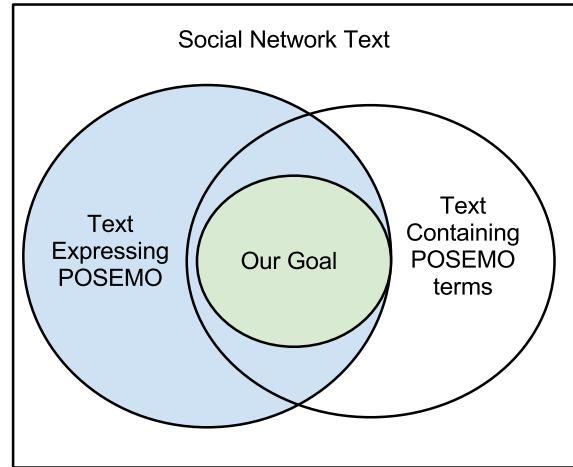 Social Network Text
Text
Expressing
POSEMO
Our Goal
Text
Containing
POSEMO
terms